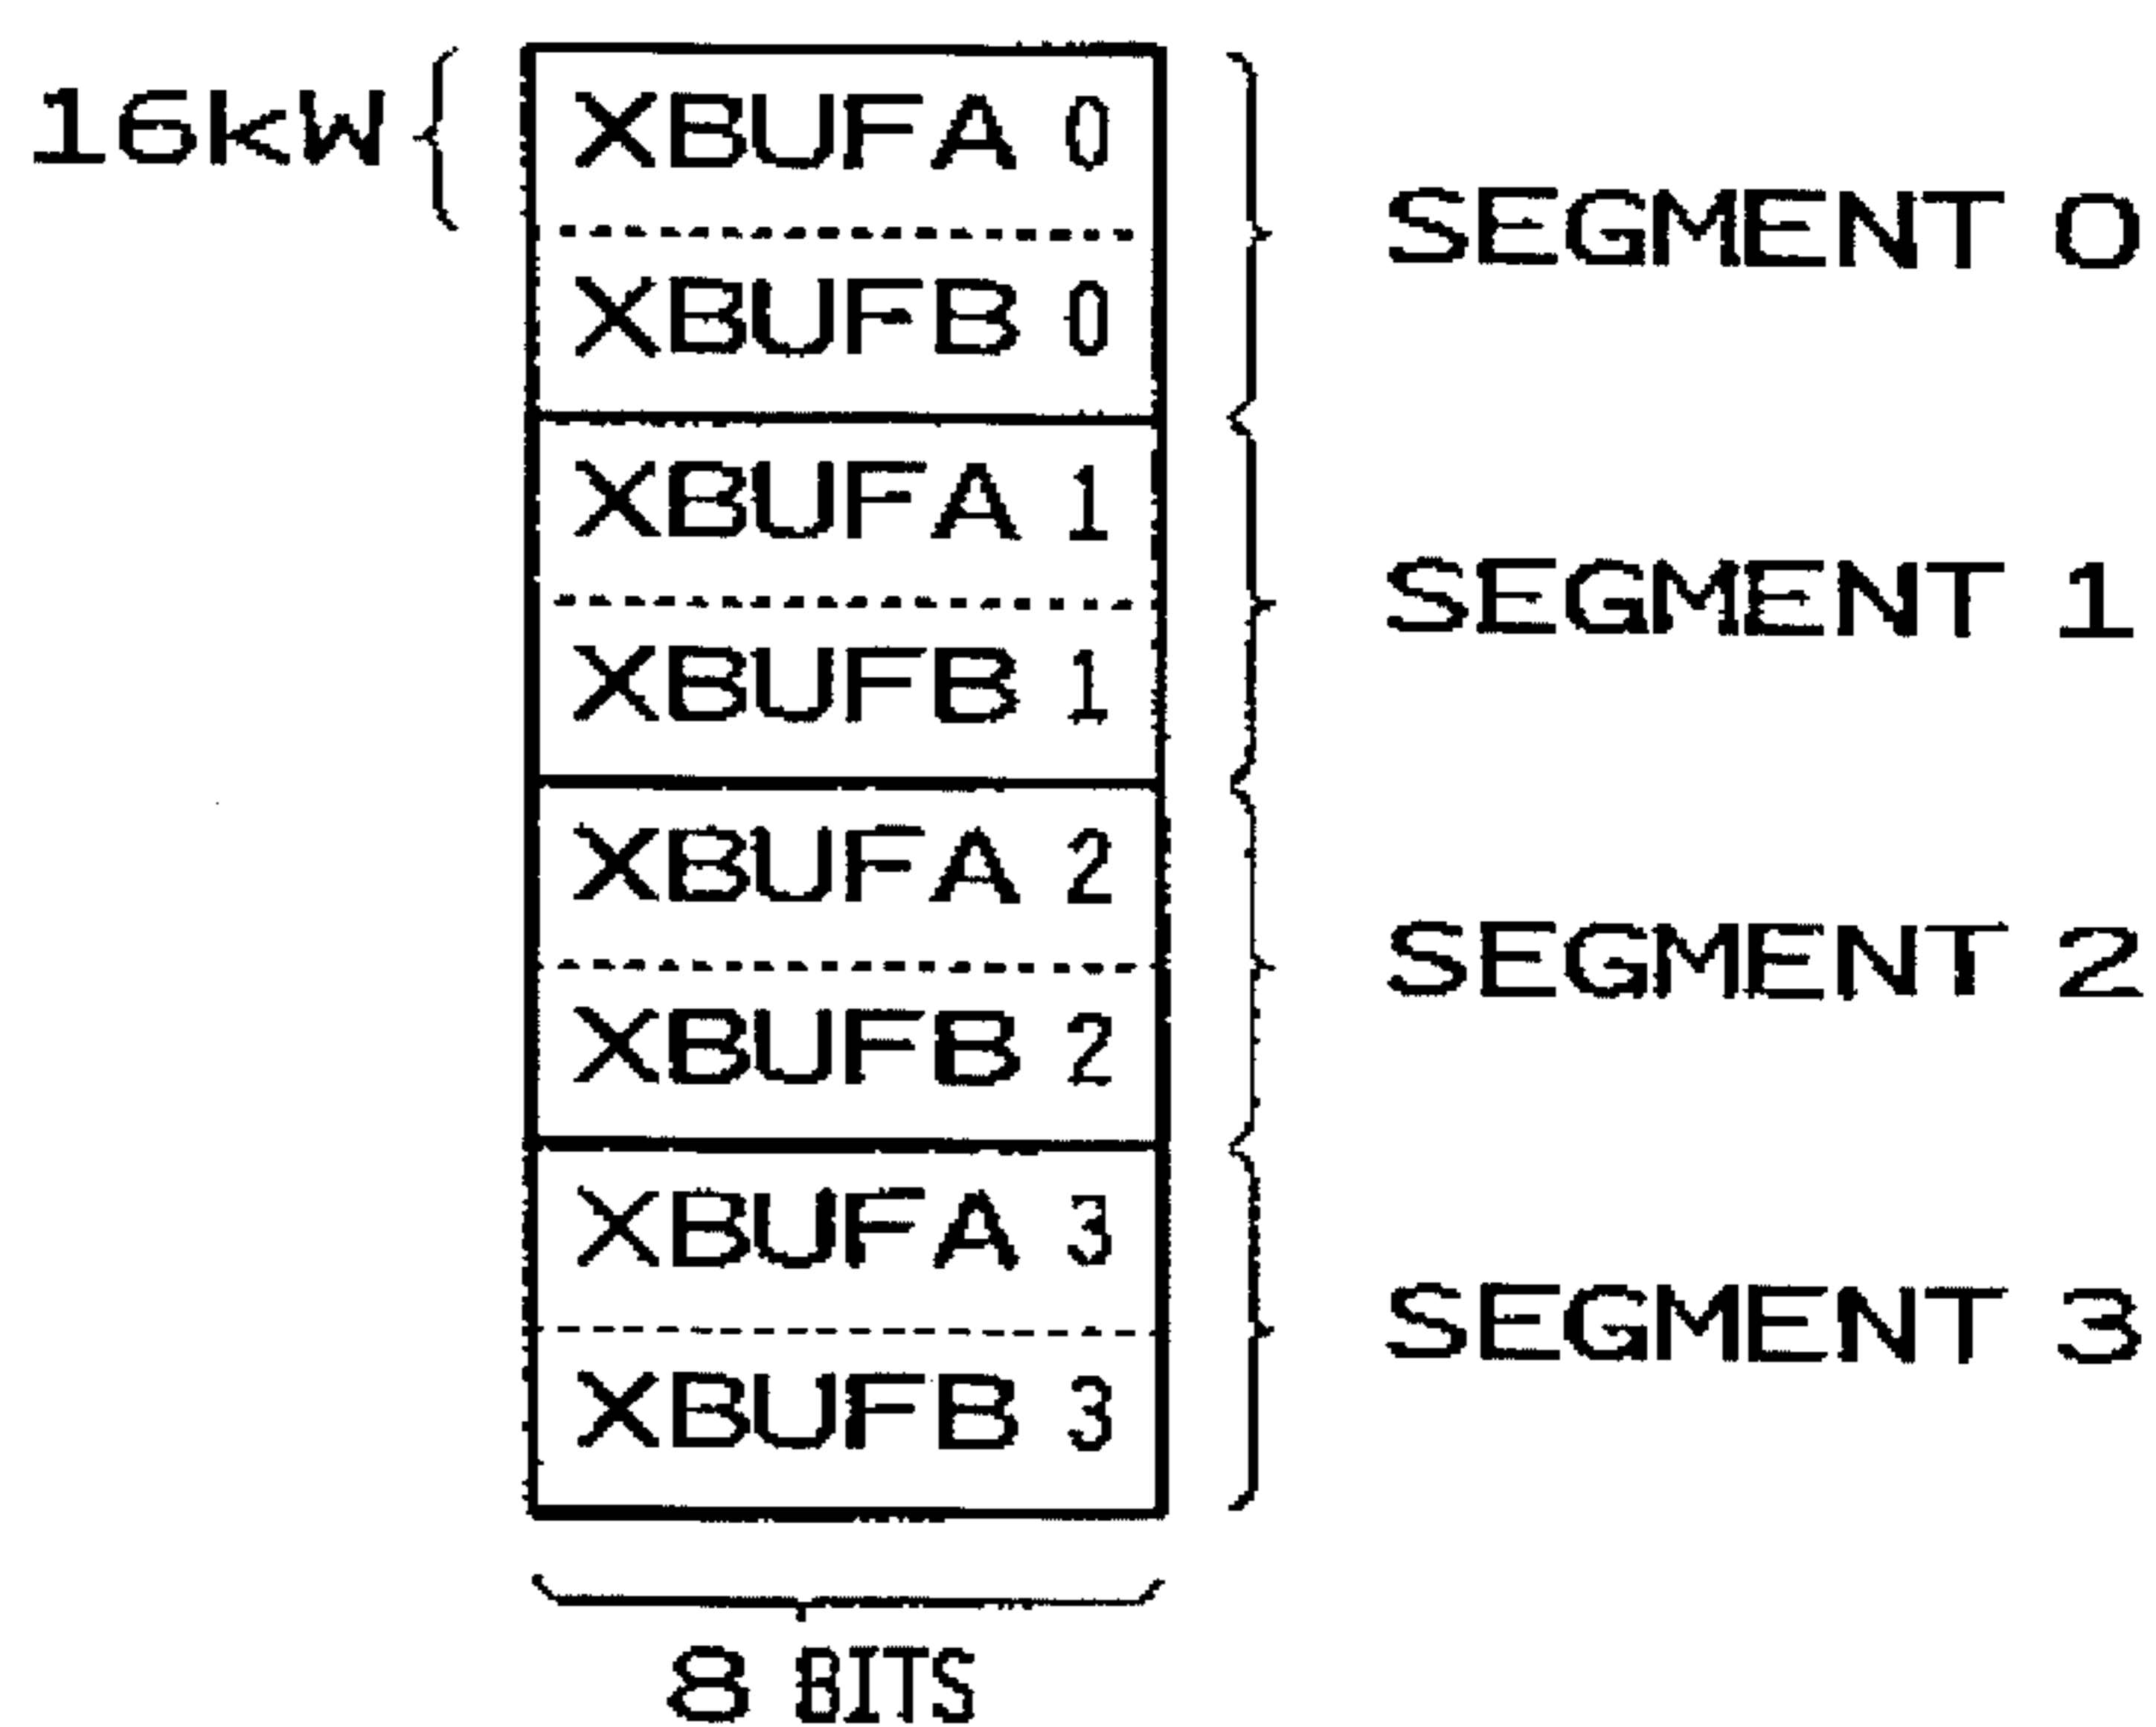 16kW
XBUFA 0
SEGMENT 0
XBUFB 0
XBUFA 1
SEGMENT 1
XBUFB 1
XBUFA 2
SEGMENT 2
XBUFB 2
XBUFA 3
SEGMENT 3
XBUFB 3
8 BITS